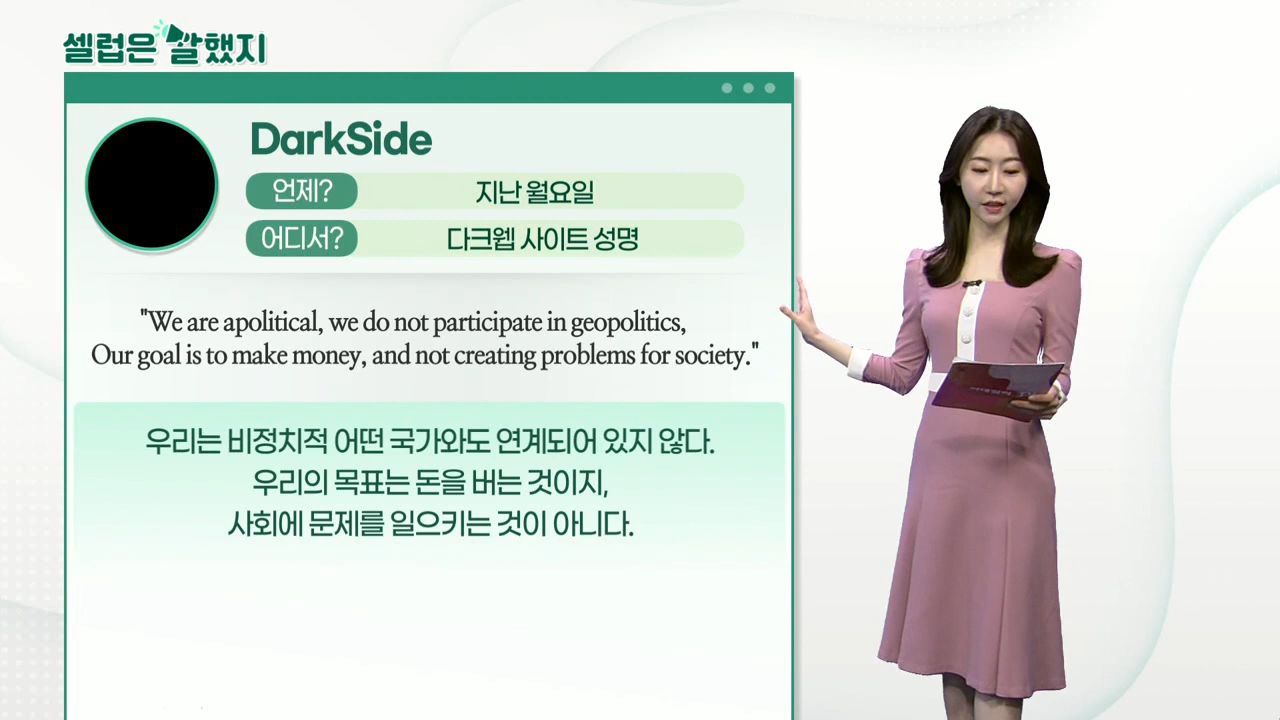 셀럽은 말했지
DarkSide
언제?
지난 월요일
어디서?
다크웹 사이트 성명
"We are apolitical, we do not participate in geopolitics,
Our goal is to make money, and not creating problems for society."
우리는 비정치적 어떤 국가와도 연계되어 있지 않다.
우리의 목표는 돈을 버는 것이지,
사회에 문제를 일으키는 것이 아니다.